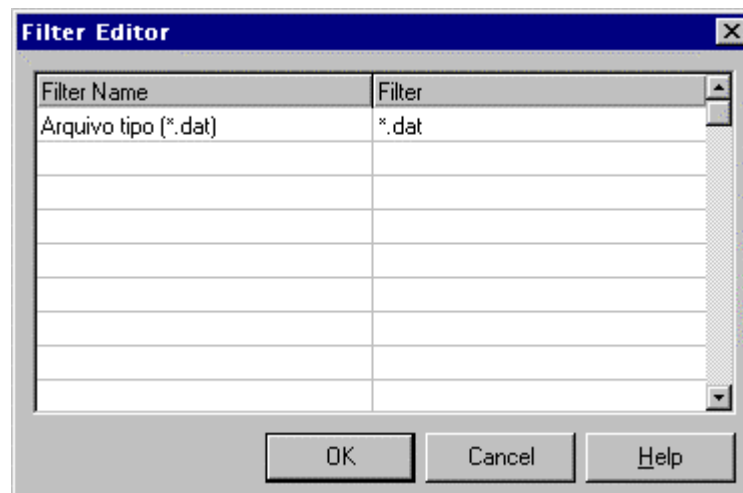 Filter Editor
Filter Name Filter
Arquivo tipo (*.dat) *.dat
OK Cancel Help